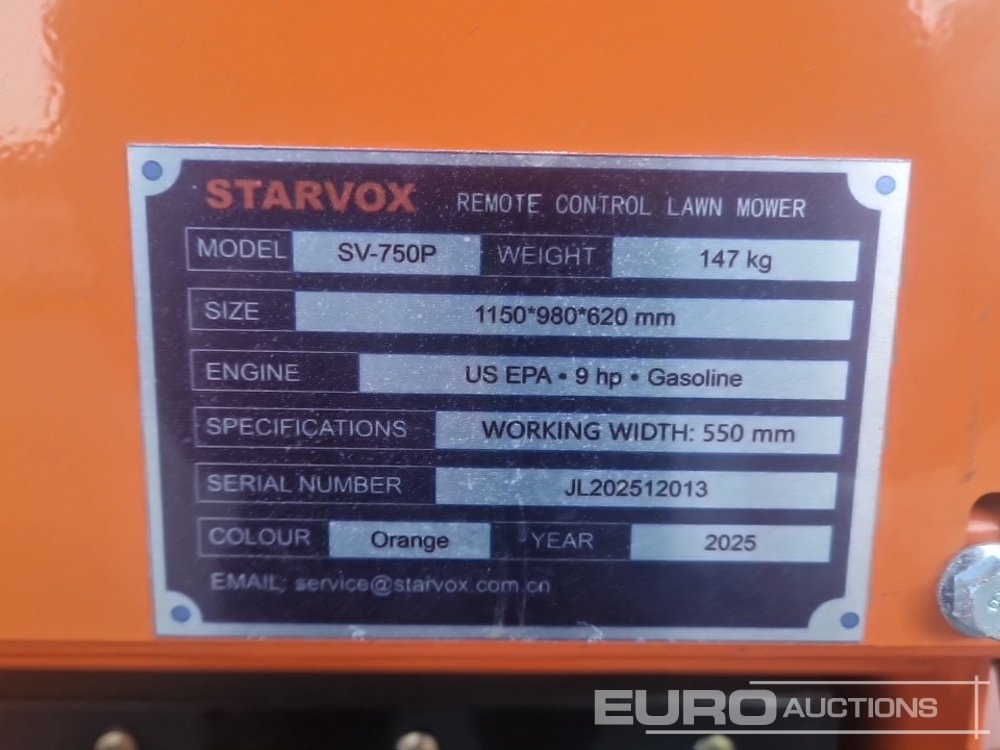 STARVOX REMOTE CONTROL LAWN MOWER
MODEL SV-750P WEIGHT 147 kg
SIZE 1150*980*620 mm
ENGINE US EPA • 9 hp • Gasoline
SPECIFICATIONS WORKING WIDTH: 550 mm
SERIAL NUMBER JL202512013
COLOUR Orange YEAR 2025
EMAIL: service@starvox.com.cn
EURO AUCTIONS